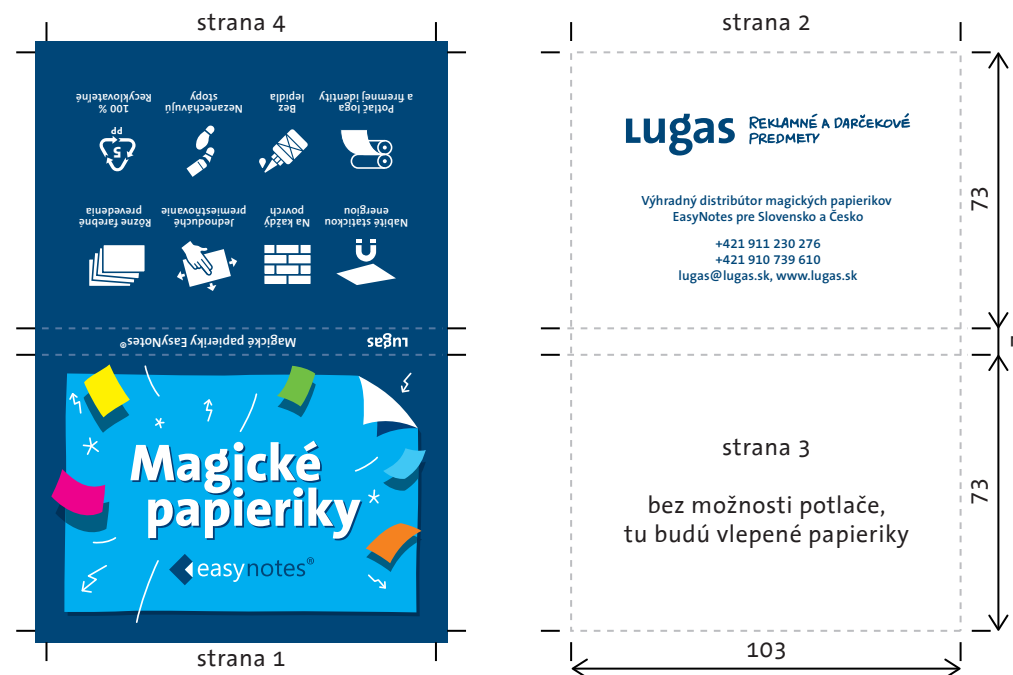 strana 4
100 %
Recyklovateľné
Nezanechávajú
stopy
Bez
lepidla
Potlač loga
a firemnej identity
PP
5
Rôzne farebné
prevedenia
Jednoduché
premiestňovanie
Na každý
povrch
Nabité statickou
energiou
Lugas
Magické papieriky EasyNotes®
Magické
papieriky
easynotes®
strana 1
strana 2
Lugas
REKLAMNÉ A DARČEKOVÉ
PREDMETY
Výhradný distribútor magických papierikov
EasyNotes pre Slovensko a Česko
+421 911 230 276
+421 910 739 610
lugas@lugas.sk, www.lugas.sk
73
strana 3
bez možnosti potlače,
tu budú vlepené papieriky
73
103